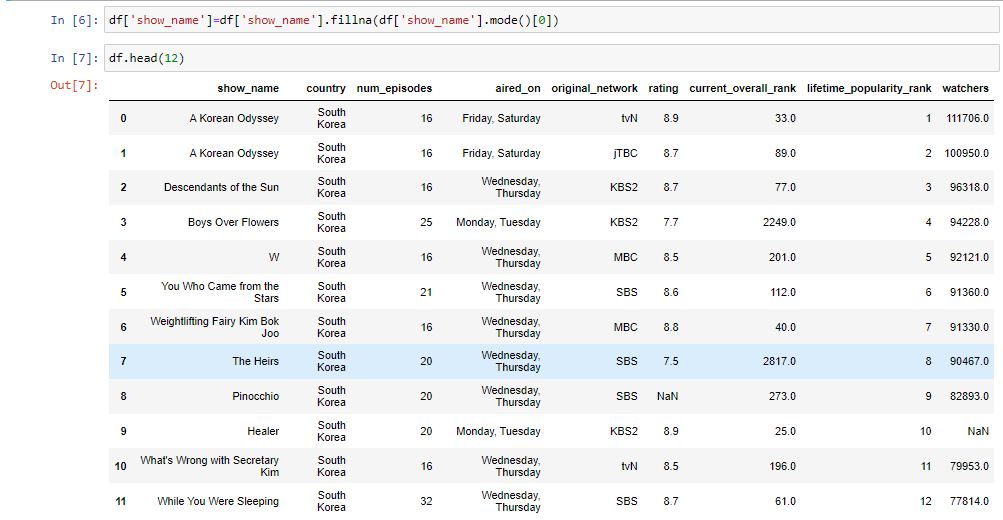 In [6]: df['show_name']=df['show_name'].fillna(df['show_name'].mode()[0])
In [7]: df.head(12)
Out[7]:
show_name country num_episodes aired_on original_network rating current_overall_rank lifetime_popularity_rank watchers
0 A Korean Odyssey South Korea 16 Friday, Saturday tvN 8.9 33.0 1 111706.0
1 A Korean Odyssey South Korea 16 Friday, Saturday jTBC 8.7 89.0 2 100950.0
2 Descendants of the Sun South Korea 16 Wednesday, Thursday KBS2 8.7 77.0 3 96318.0
3 Boys Over Flowers South Korea 25 Monday, Tuesday KBS2 7.7 2249.0 4 94228.0
4 W South Korea 16 Wednesday, Thursday MBC 8.5 201.0 5 92121.0
5 You Who Came from the Stars South Korea 21 Wednesday, Thursday SBS 8.6 112.0 6 91360.0
6 Weightlifting Fairy Kim Bok Joo South Korea 16 Wednesday, Thursday MBC 8.8 40.0 7 91330.0
7 The Heirs South Korea 20 Wednesday, Thursday SBS 7.5 2817.0 8 90467.0
8 Pinocchio South Korea 20 Wednesday, Thursday SBS NaN 273.0 9 82893.0
9 Healer South Korea 20 Monday, Tuesday KBS2 8.9 25.0 10 NaN
10 What's Wrong with Secretary Kim South Korea 16 Wednesday, Thursday tvN 8.5 196.0 11 79953.0
11 While You Were Sleeping South Korea 32 Wednesday, Thursday SBS 8.7 61.0 12 77814.0